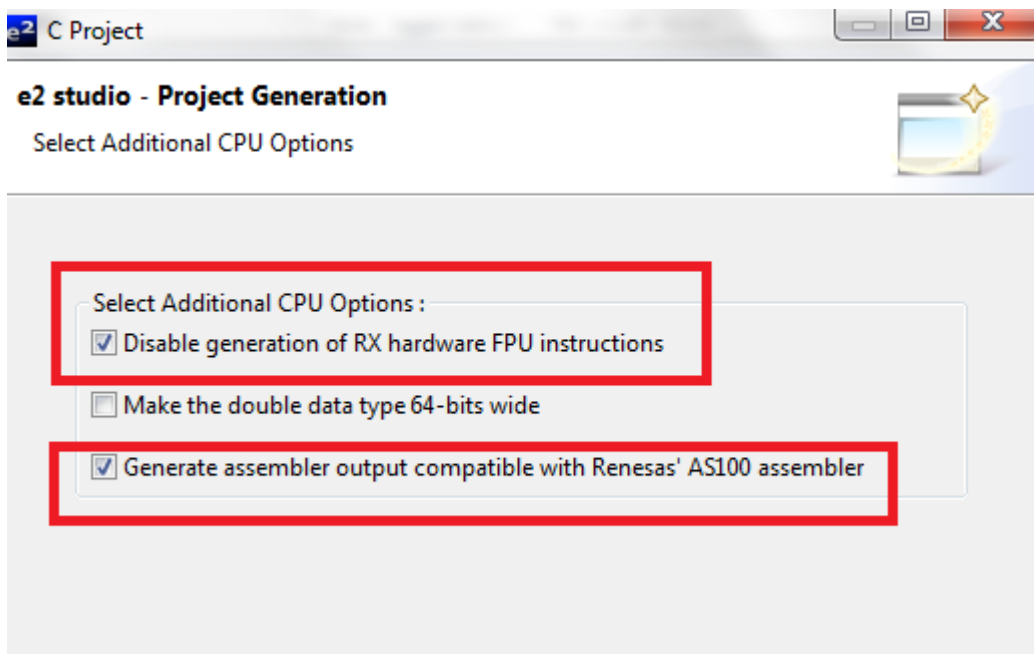 e² C Project
e2 studio - Project Generation
Select Additional CPU Options
Select Additional CPU Options :
Disable generation of RX hardware FPU instructions
Make the double data type 64-bits wide
Generate assembler output compatible with Renesas' AS100 assembler